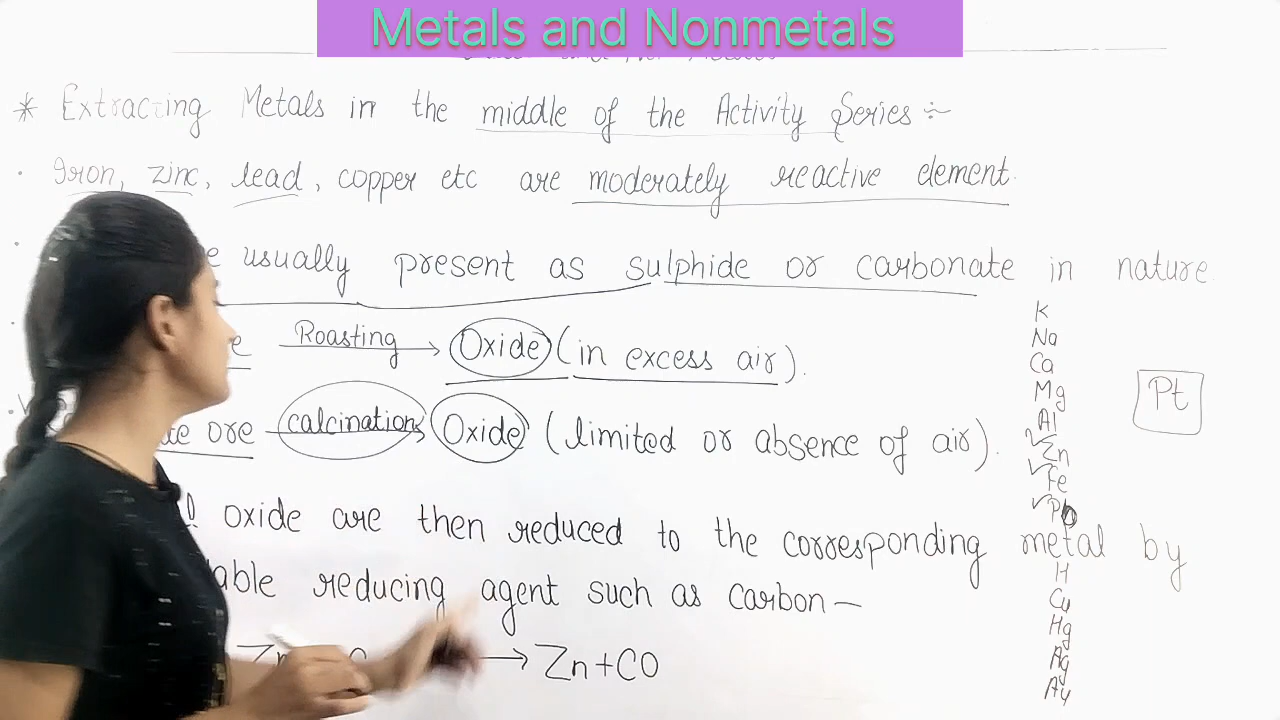 Metals and Nonmetals
* Extracting Metals in the middle of the Activity Series :-
· Iron, zinc, lead, copper etc are moderately reactive element.
usually present as sulphide or carbonate in nature.
Roasting → Oxide (in excess air).
ore calcination → Oxide (limited or absence of air).
oxide are then reduced to the corresponding metal by
reducing agent such as carbon —
→ Zn + CO
K
Na
Ca
Mg
Al
✓ Zn
✓ Fe
✓ Pb
H
Cu
Hg
Ag
Au
Pt